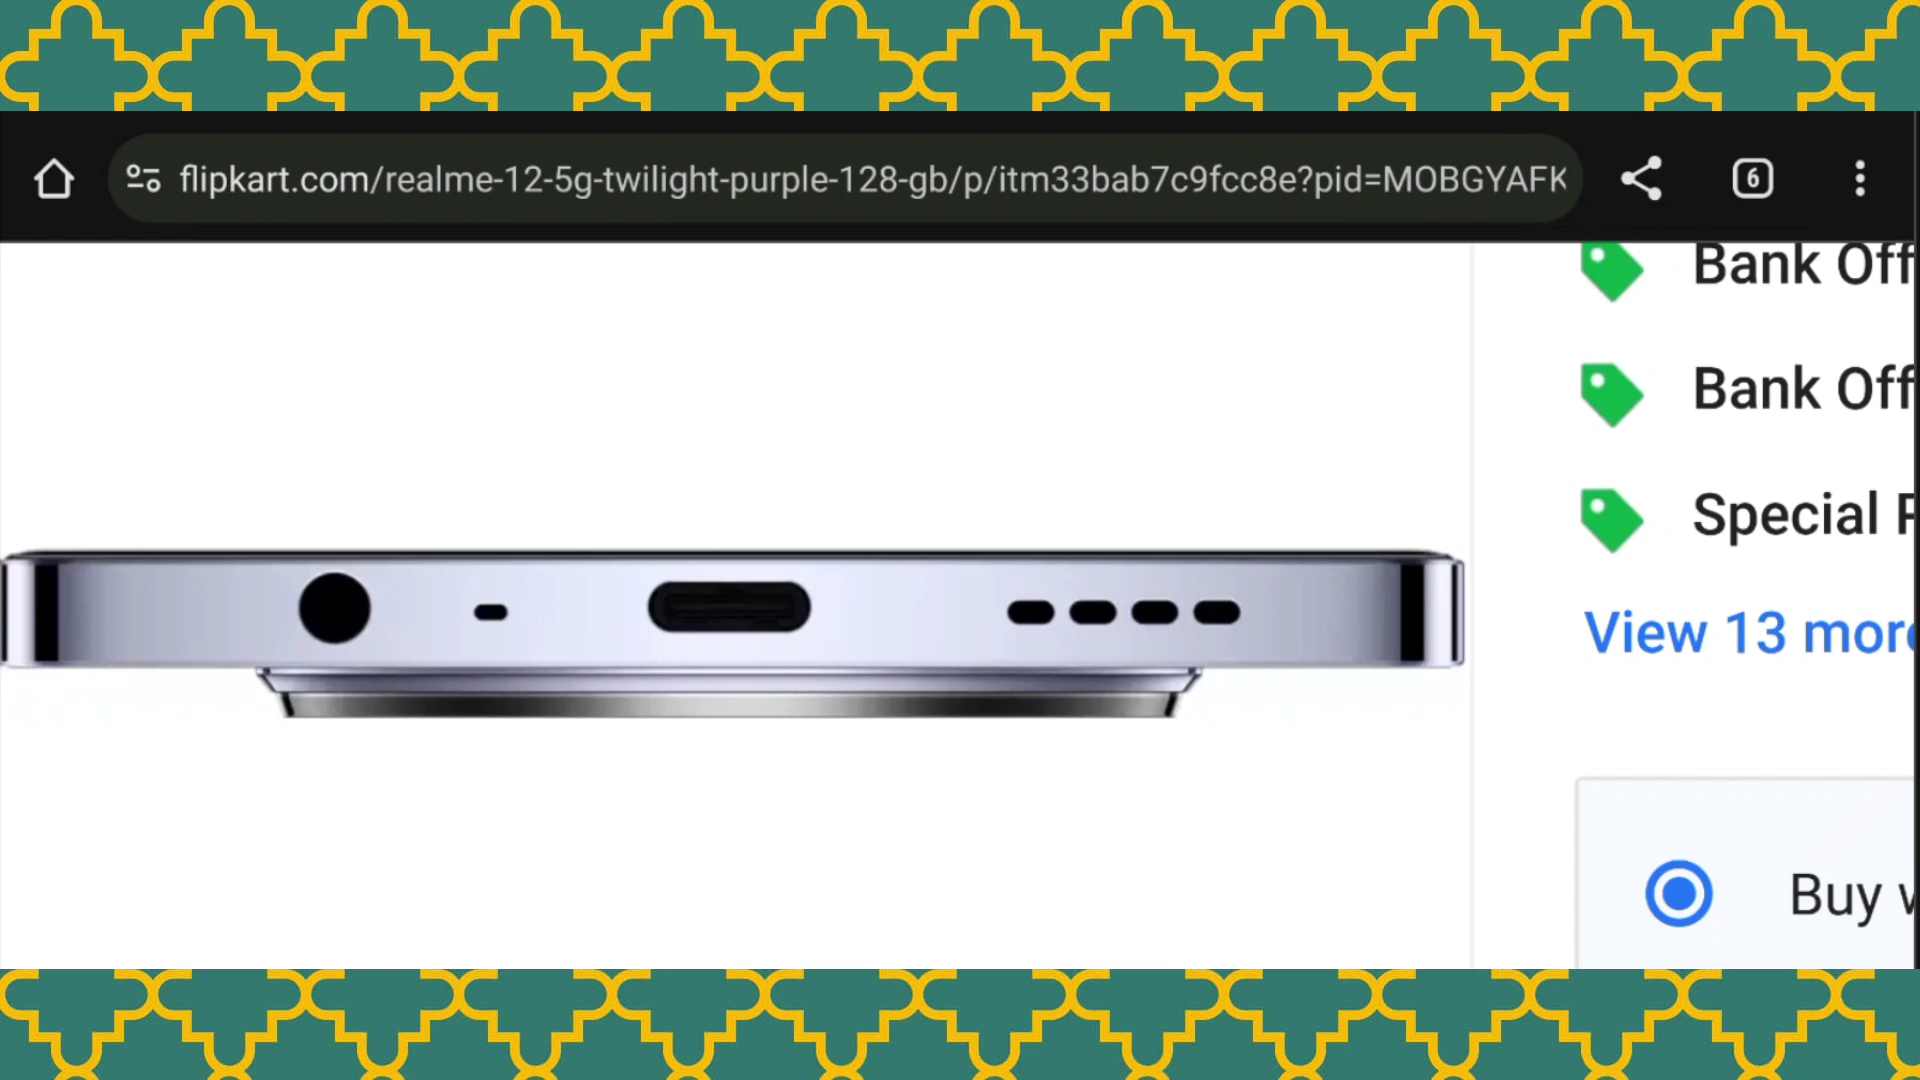 flipkart.com/realme-12-5g-twilight-purple-128-gb/p/itm33bab7c9fcc8e?pid=MOBGYAFK
6
Bank Off
Bank Off
Special P
View 13 more
Buy w